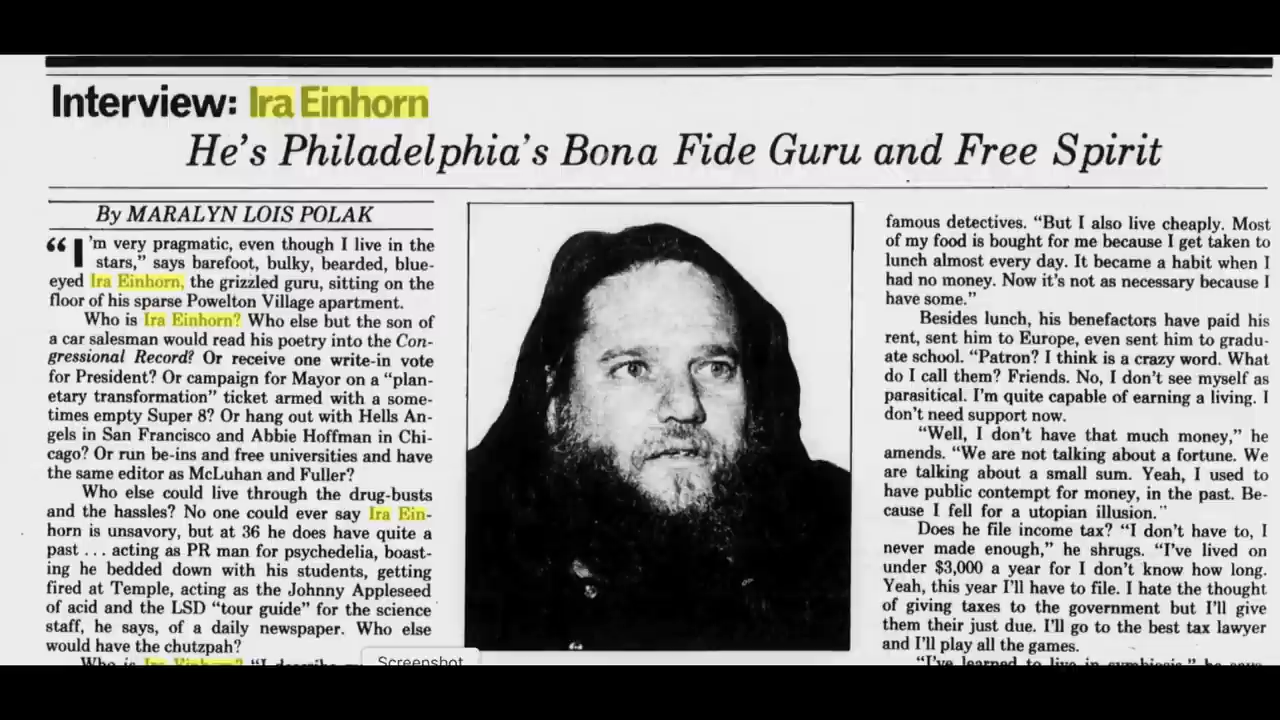 Interview: Ira Einhorn
He's Philadelphia's Bona Fide Guru and Free Spirit
By MARALYN LOIS POLAK
“I'm very pragmatic, even though I live in the
stars,” says barefoot, bulky, bearded, blue-
eyed Ira Einhorn, the grizzled guru, sitting on the
floor of his sparse Powelton Village apartment.
Who is Ira Einhorn? Who else but the son of
a car salesman would read his poetry into the Con-
gressional Record? Or receive one write-in vote
for President? Or campaign for Mayor on a “plan-
etary transformation” ticket armed with a some-
times empty Super 8? Or hang out with Hells An-
gels in San Francisco and Abbie Hoffman in Chi-
cago? Or run be-ins and free universities and have
the same editor as McLuhan and Fuller?
Who else could live through the drug-busts
and the hassles? No one could ever say Ira Ein-
horn is unsavory, but at 36 he does have quite a
past ... acting as PR man for psychedelia, boast-
ing he bedded down with his students, getting
fired at Temple, acting as the Johnny Appleseed
of acid and the LSD “tour guide” for the science
staff, he says, of a daily newspaper. Who else
would have the chutzpah?
Who is Ira Einhorn? “I describe
Screenshot
famous detectives. “But I also live cheaply. Most
of my food is bought for me because I get taken to
lunch almost every day. It became a habit when I
had no money. Now it's not as necessary because I
have some.”
Besides lunch, his benefactors have paid his
rent, sent him to Europe, even sent him to gradu-
ate school. “Patron? I think is a crazy word. What
do I call them? Friends. No, I don't see myself as
parasitical. I'm quite capable of earning a living. I
don't need support now.
“Well, I don't have that much money,” he
amends. “We are not talking about a fortune. We
are talking about a small sum. Yeah, I used to
have public contempt for money, in the past. Be-
cause I fell for a utopian illusion.”
Does he file income tax? “I don't have to, I
never made enough,” he shrugs. “I've lived on
under $3,000 a year for I don't know how long.
Yeah, this year I'll have to file. I hate the thought
of giving taxes to the government but I'll give
them their just due. I'll go to the best tax lawyer
and I'll play all the games.
“I've learned to live in symbiosis,” he says